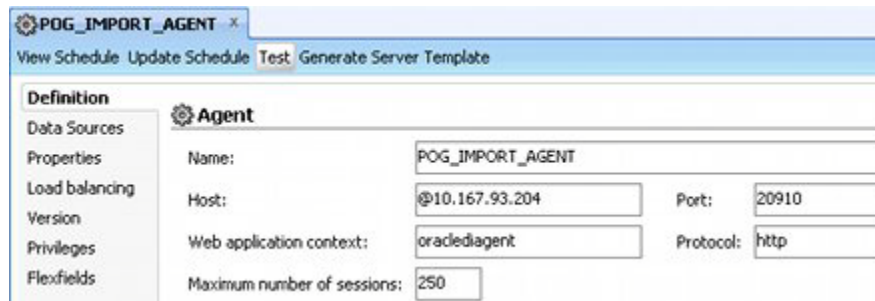 POG_IMPORT_AGENT ×
View Schedule Update Schedule Test Generate Server Template
Definition
Data Sources
Properties
Load balancing
Version
Privileges
Flexfields
Agent
Name: POG_IMPORT_AGENT
Host: @10.167.93.204 Port: 20910
Web application context: oraclediagent Protocol: http
Maximum number of sessions: 250